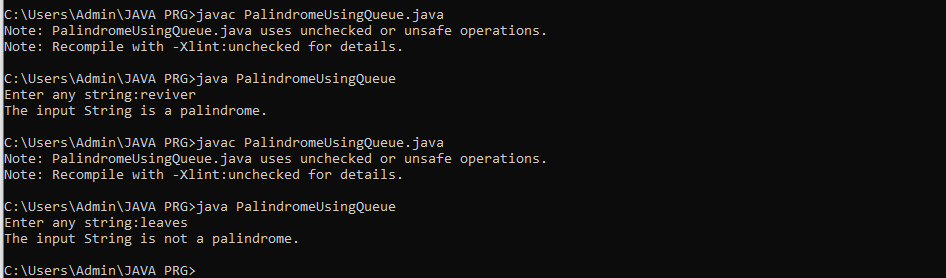 C:\Users\Admin\JAVA PRG>javac PalindromeUsingQueue.java
Note: PalindromeUsingQueue.java uses unchecked or unsafe operations.
Note: Recompile with -Xlint:unchecked for details.
C:\Users\Admin\JAVA PRG>java PalindromeUsingQueue
Enter any string:reviver
The input String is a palindrome.
C:\Users\Admin\JAVA PRG>javac PalindromeUsingQueue.java
Note: PalindromeUsingQueue.java uses unchecked or unsafe operations.
Note: Recompile with -Xlint:unchecked for details.
C:\Users\Admin\JAVA PRG>java PalindromeUsingQueue
Enter any string:leaves
The input String is not a palindrome.
C:\Users\Admin\JAVA PRG>